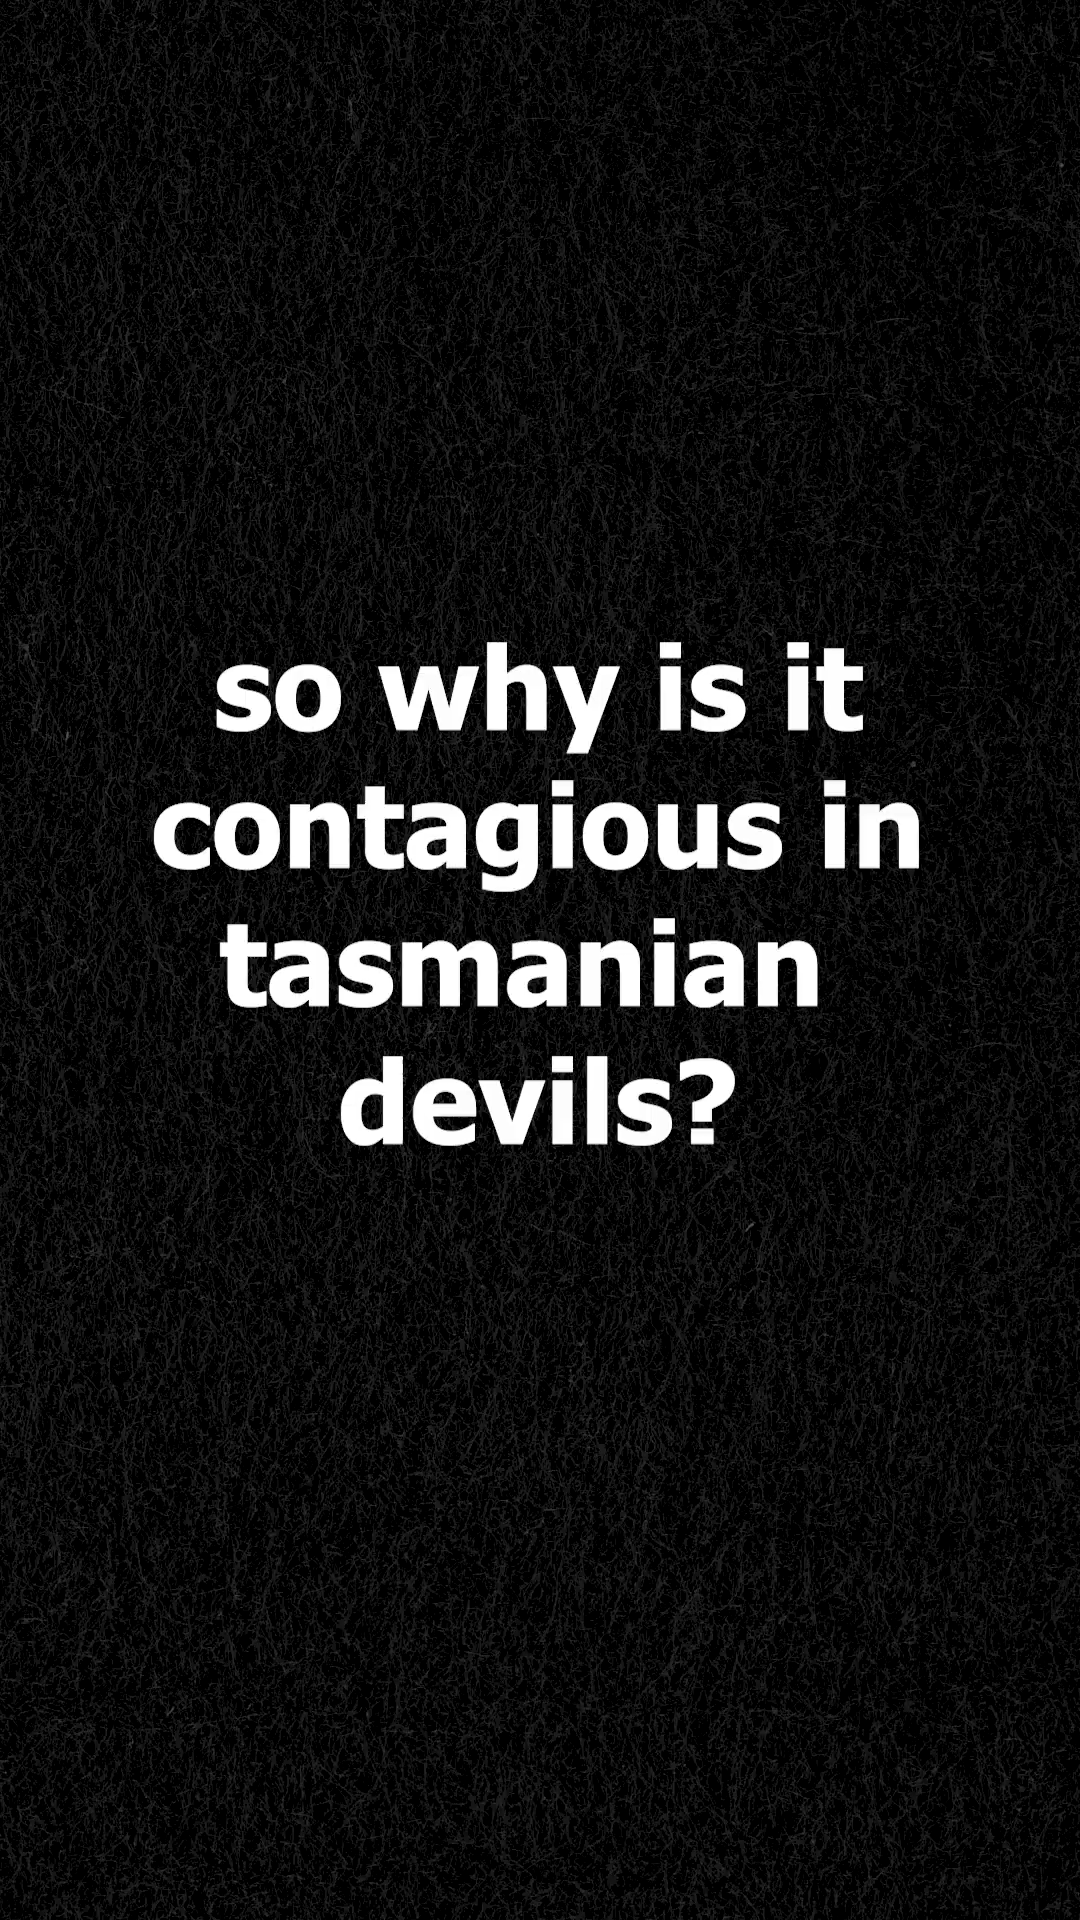 so why is it
contagious in
tasmanian
devils?